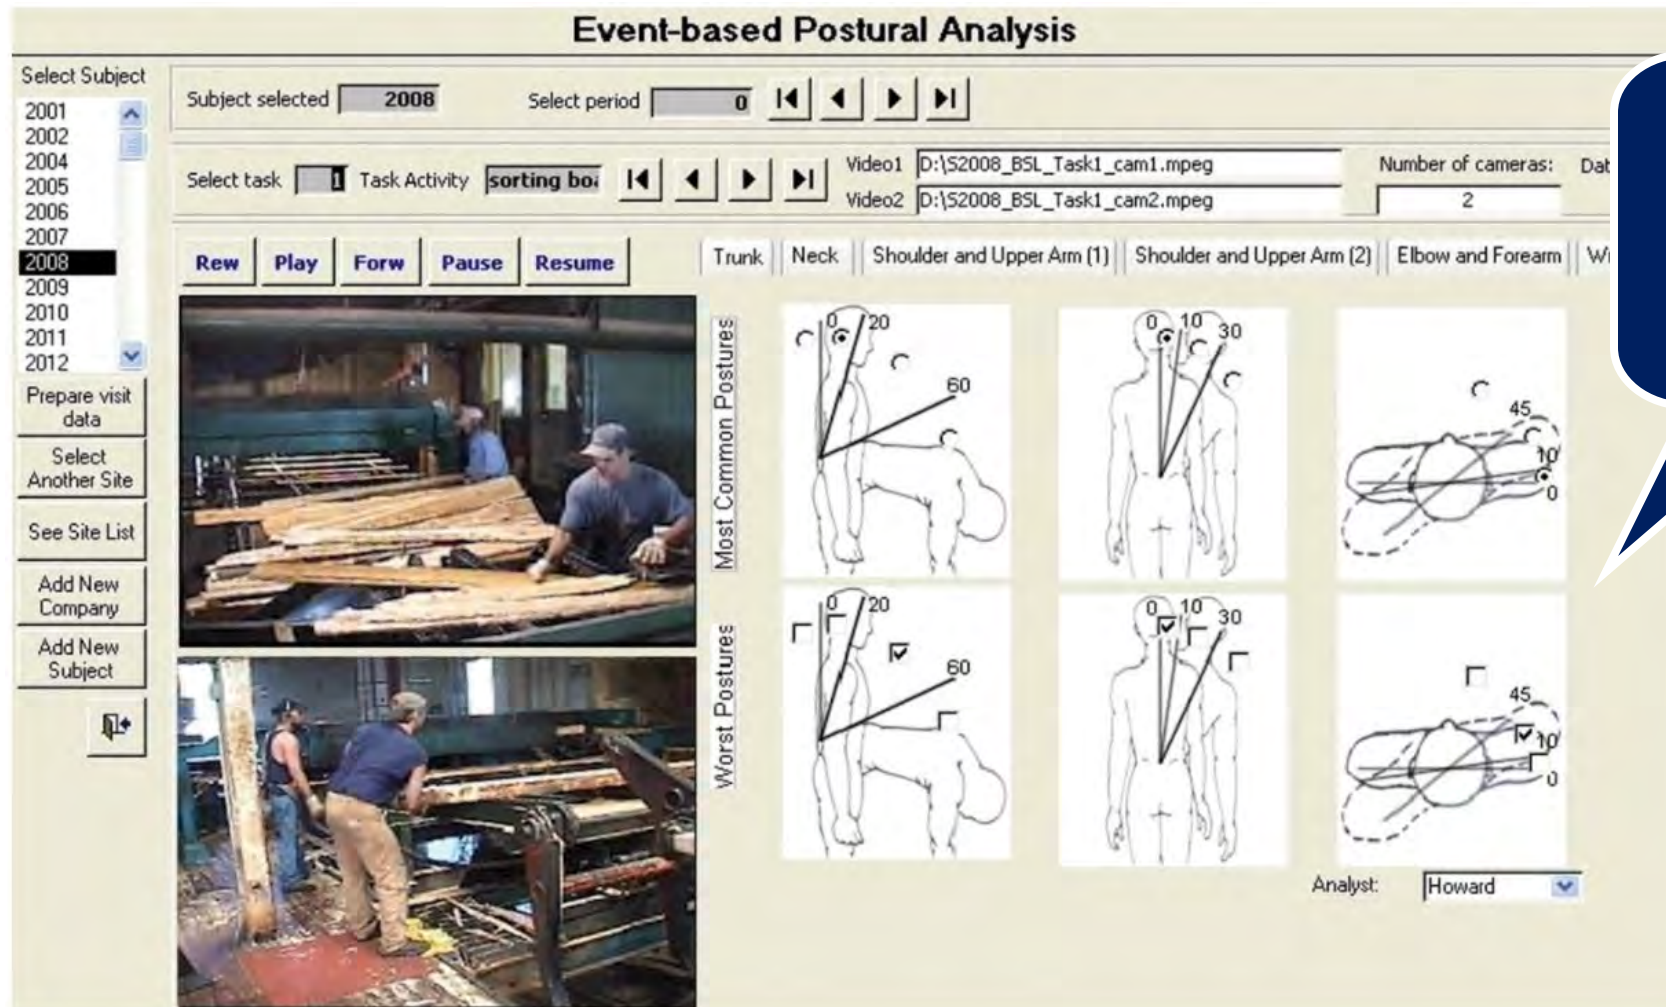 Event-based Postural Analysis
Select Subject
2001
2002
2004
2005
2006
2007
2008
2009
2010
2011
2012
Prepare visit
data
Select
Another Site
See Site List
Add New
Company
Add New
Subject
Subject selected 2008 Select period 0
Select task 1 Task Activity sorting boa
Video1 D:\S2008_BSL_Task1_cam1.mpeg
Video2 D:\S2008_BSL_Task1_cam2.mpeg
Number of cameras:
2
Dat
Rew Play Forw Pause Resume
Trunk Neck Shoulder and Upper Arm (1) Shoulder and Upper Arm (2) Elbow and Forearm Wr
Most Common Postures
0 20
60
0 10 30
45
10
0
Worst Postures
0 20
60
0 10 30
45
10
0
Analyst: Howard